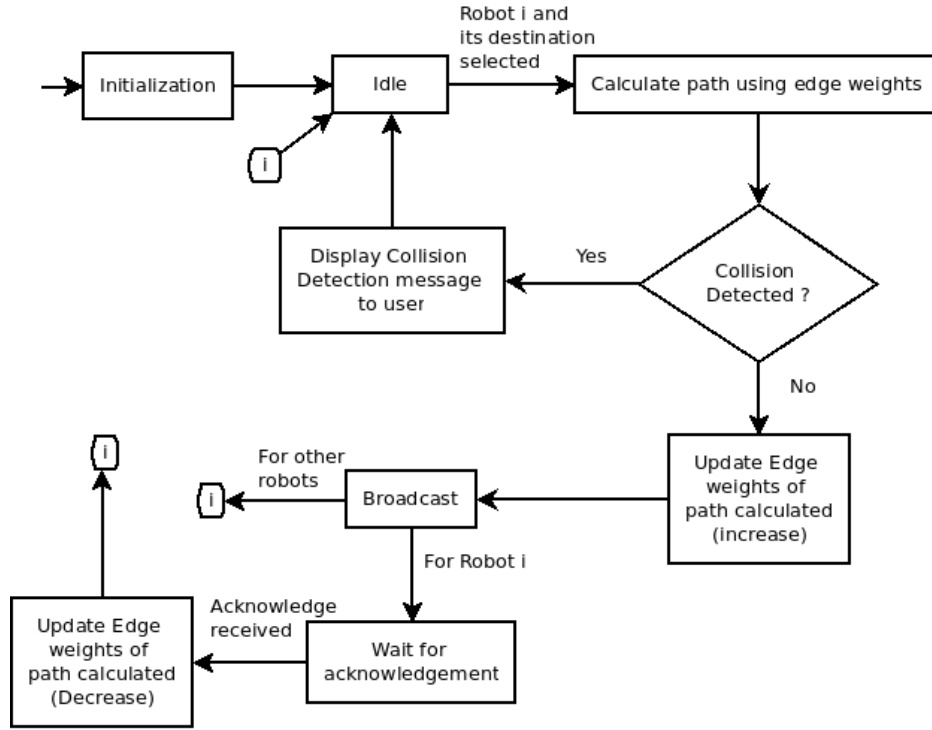 Robot i and
its destination
selected
Initialization
Idle
Calculate path using edge weights
i
Display Collision
Detection message
to user
Yes
Collision
Detected ?
No
i
For other
robots
i
Broadcast
Update Edge
weights of
path calculated
(increase)
For Robot i
Update Edge
weights of
path calculated
(Decrease)
Acknowledge
received
Wait for
acknowledgement